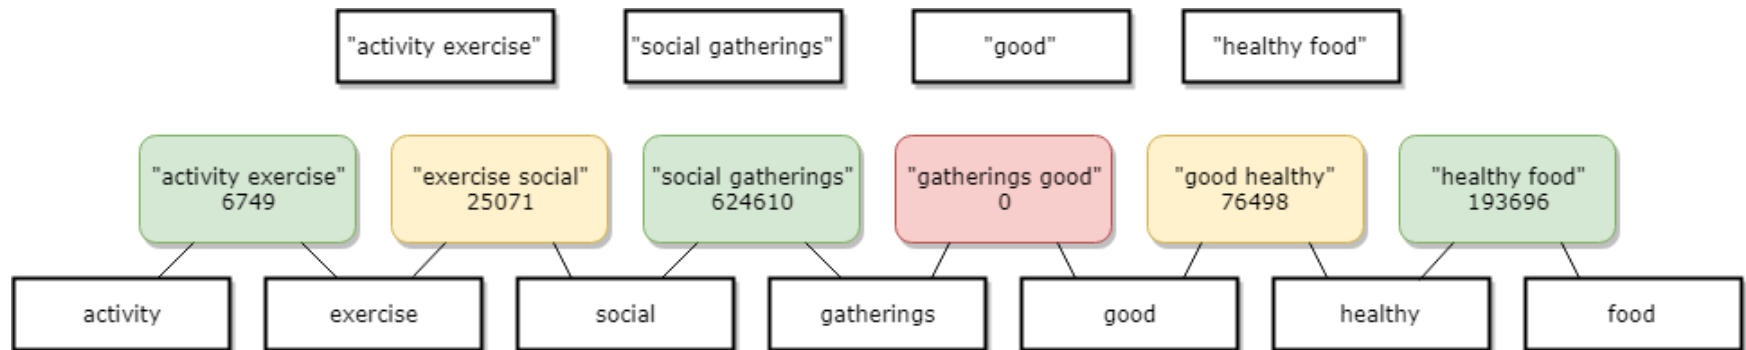 "activity exercise"
"social gatherings"
"good"
"healthy food"
"activity exercise"
6749
"exercise social"
25071
"social gatherings"
624610
"gatherings good"
0
"good healthy"
76498
"healthy food"
193696
activity
exercise
social
gatherings
good
healthy
food